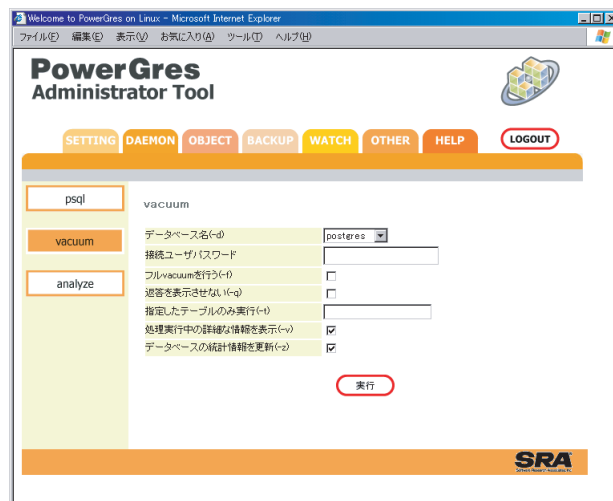 Welcome to PowerGres on Linux - Microsoft Internet Explorer
ファイル(F) 編集(E) 表示(V) お気に入り(A) ツール(T) ヘルプ(H)
PowerGres
Administrator Tool
SETTING DAEMON OBJECT BACKUP WATCH OTHER HELP LOGOUT
psql
vacuum
analyze
vacuum
データベース名(-d) postgres
接続ユーザパスワード
フルvacuumを行う(-f)
返答を表示させない(-q)
指定したテーブルのみ実行(-t)
処理実行中の詳細な情報を表示(-v)
データベースの統計情報を更新(-z)
実行
SRA
Software Research Associates, Inc.